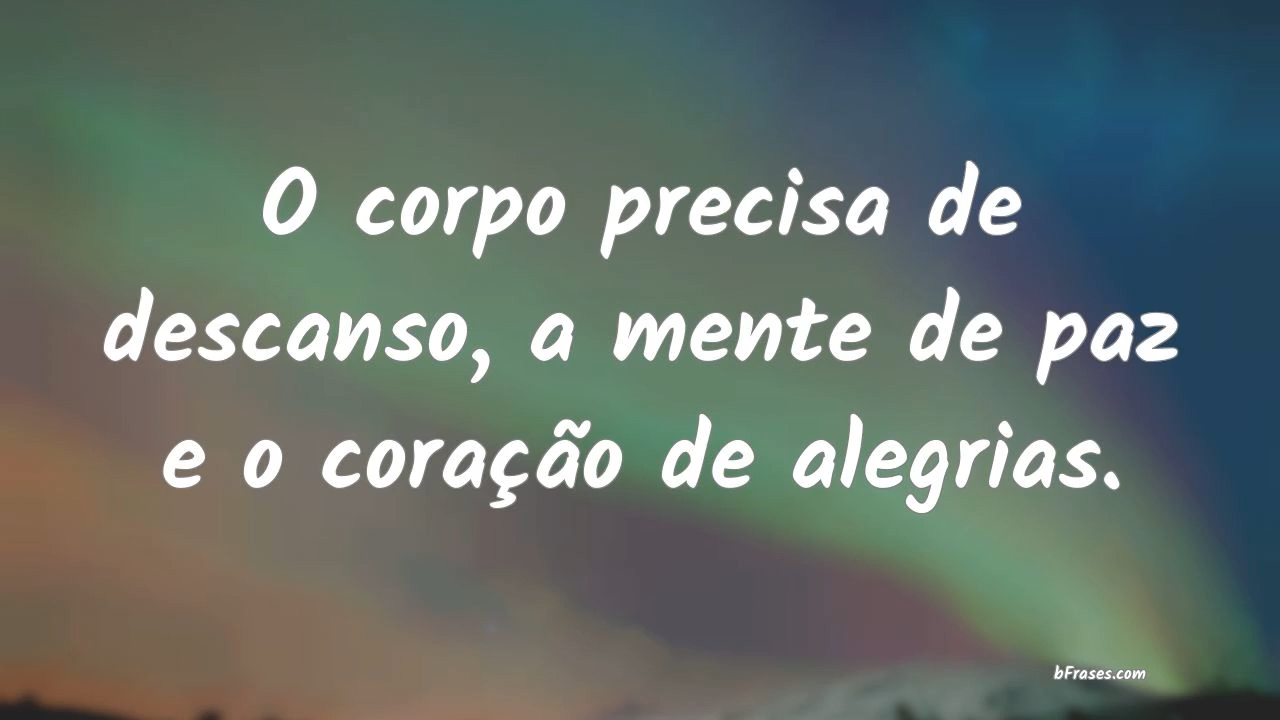 O corpo precisa de
descanso, a mente de paz
e o coração de alegrias.
bFrases.com